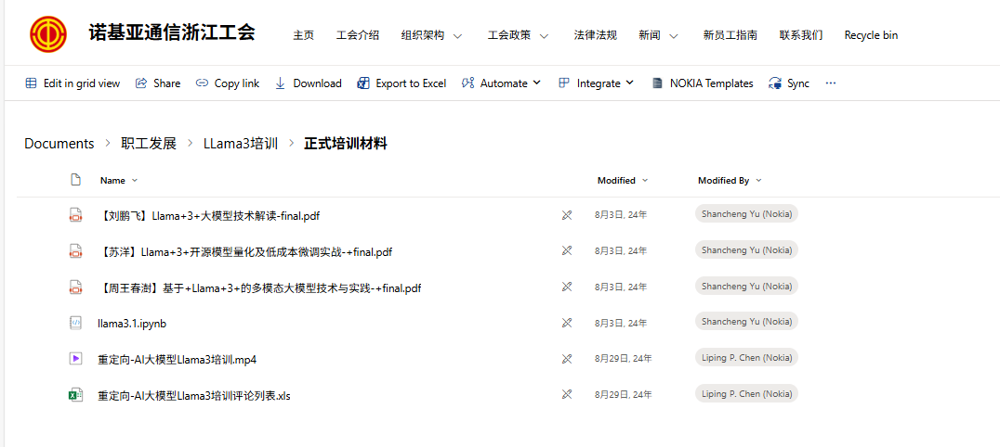 诺基亚通信浙江工会 主页 工会介绍 组织架构 工会政策 法律法规 新闻 新员工指南 联系我们 Recycle bin
Edit in grid view Share Copy link Download Export to Excel Automate Integrate NOKIA Templates Sync ...
Documents > 职工发展 > LLama3培训 > 正式培训材料
Name Modified Modified By
【刘鹏飞】Llama+3+大模型技术解读-final.pdf 8月3日, 24年 Shancheng Yu (Nokia)
【苏洋】Llama+3+开源模型量化及低成本微调实战-+final.pdf 8月3日, 24年 Shancheng Yu (Nokia)
【周王春澍】基于+Llama+3+的多模态大模型技术与实践-+final.pdf 8月3日, 24年 Shancheng Yu (Nokia)
llama3.1.ipynb 8月3日, 24年 Shancheng Yu (Nokia)
重定向-AI大模型Llama3培训.mp4 8月29日, 24年 Liping P. Chen (Nokia)
重定向-AI大模型Llama3培训评论列表.xls 8月29日, 24年 Liping P. Chen (Nokia)